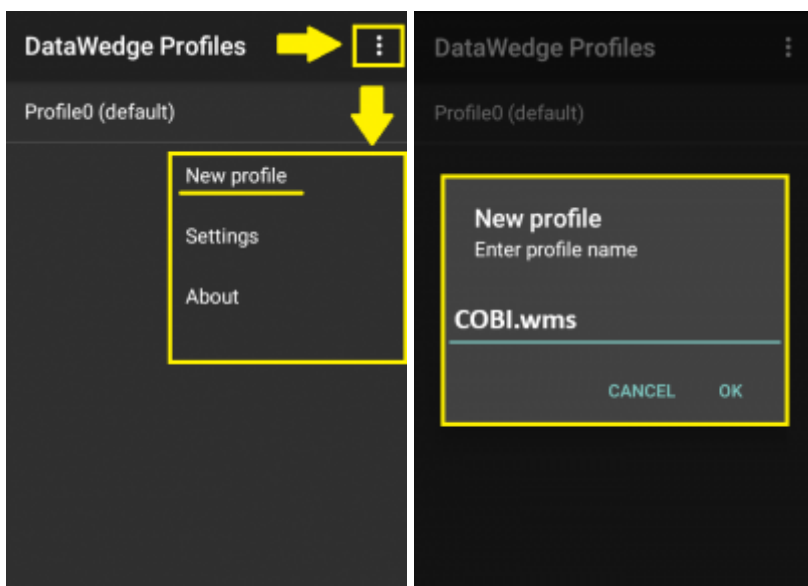 DataWedge Profiles
Profile0 (default)
New profile
Settings
About
DataWedge Profiles
Profile0 (default)
New profile
Enter profile name
COBI.wms
CANCEL OK